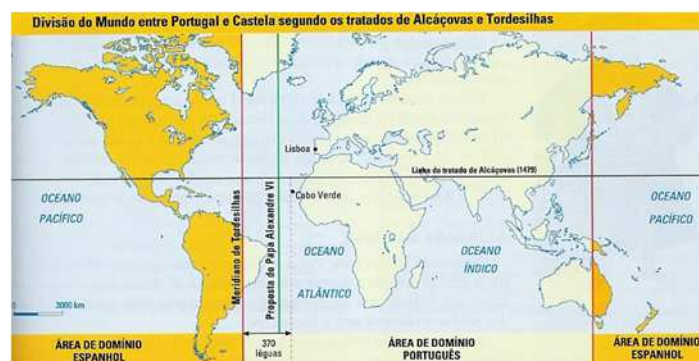 Divisão do Mundo entre Portugal e Castela segundo os tratados de Alcáçovas e Tordesilhas
Lisboa
Linha do tratado de Alcáçovas (1479)
Cabo Verde
OCEANO
PACÍFICO
Meridiano de Tordesilhas
Proposta do Papa Alexandre VI
OCEANO
ATLÂNTICO
OCEANO
ÍNDICO
OCEANO
PACÍFICO
3000 km
370
léguas
ÁREA DE DOMÍNIO
ESPANHOL
ÁREA DE DOMÍNIO
PORTUGUÊS
ÁREA DE DOMÍNIO
ESPANHOL